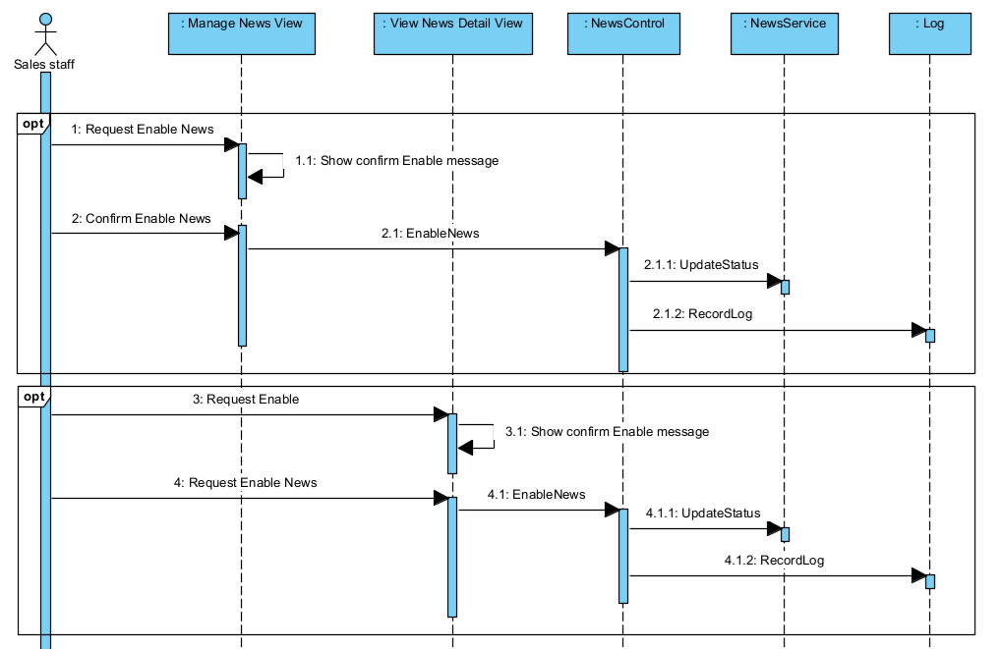 : Manage News View
: View News Detail View
: NewsControl
: NewsService
: Log
Sales staff
opt
1: Request Enable News
1.1: Show confirm Enable message
2: Confirm Enable News
2.1: EnableNews
2.1.1: UpdateStatus
2.1.2: RecordLog
opt
3: Request Enable
3.1: Show confirm Enable message
4: Request Enable News
4.1: EnableNews
4.1.1: UpdateStatus
4.1.2: RecordLog